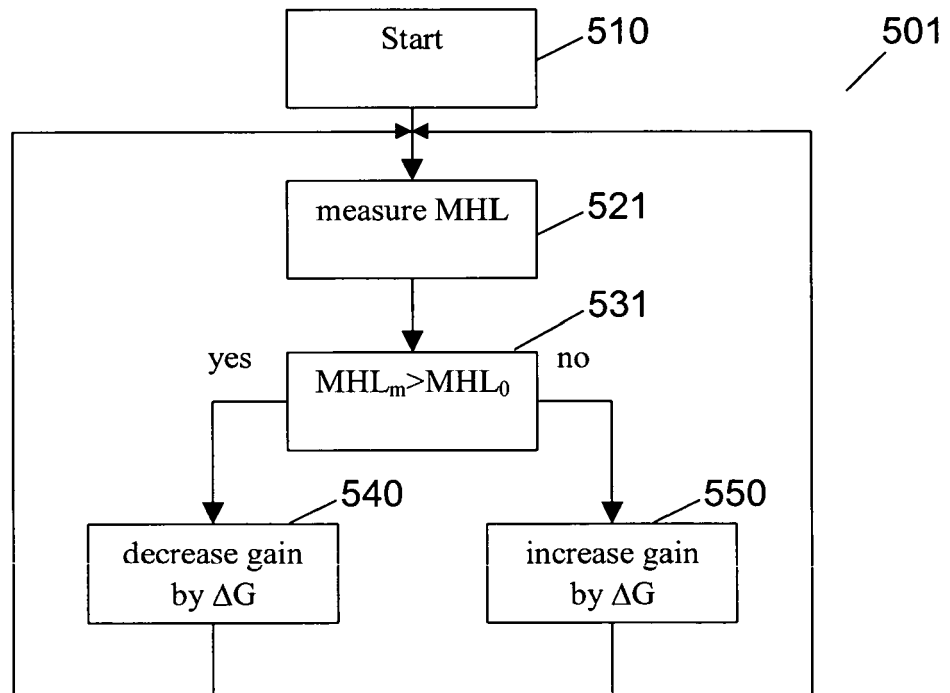 Start
510
501
measure MHL
521
531
yes
no
MHLₘ>MHL₀
540
550
decrease gain
by ΔG
increase gain
by ΔG